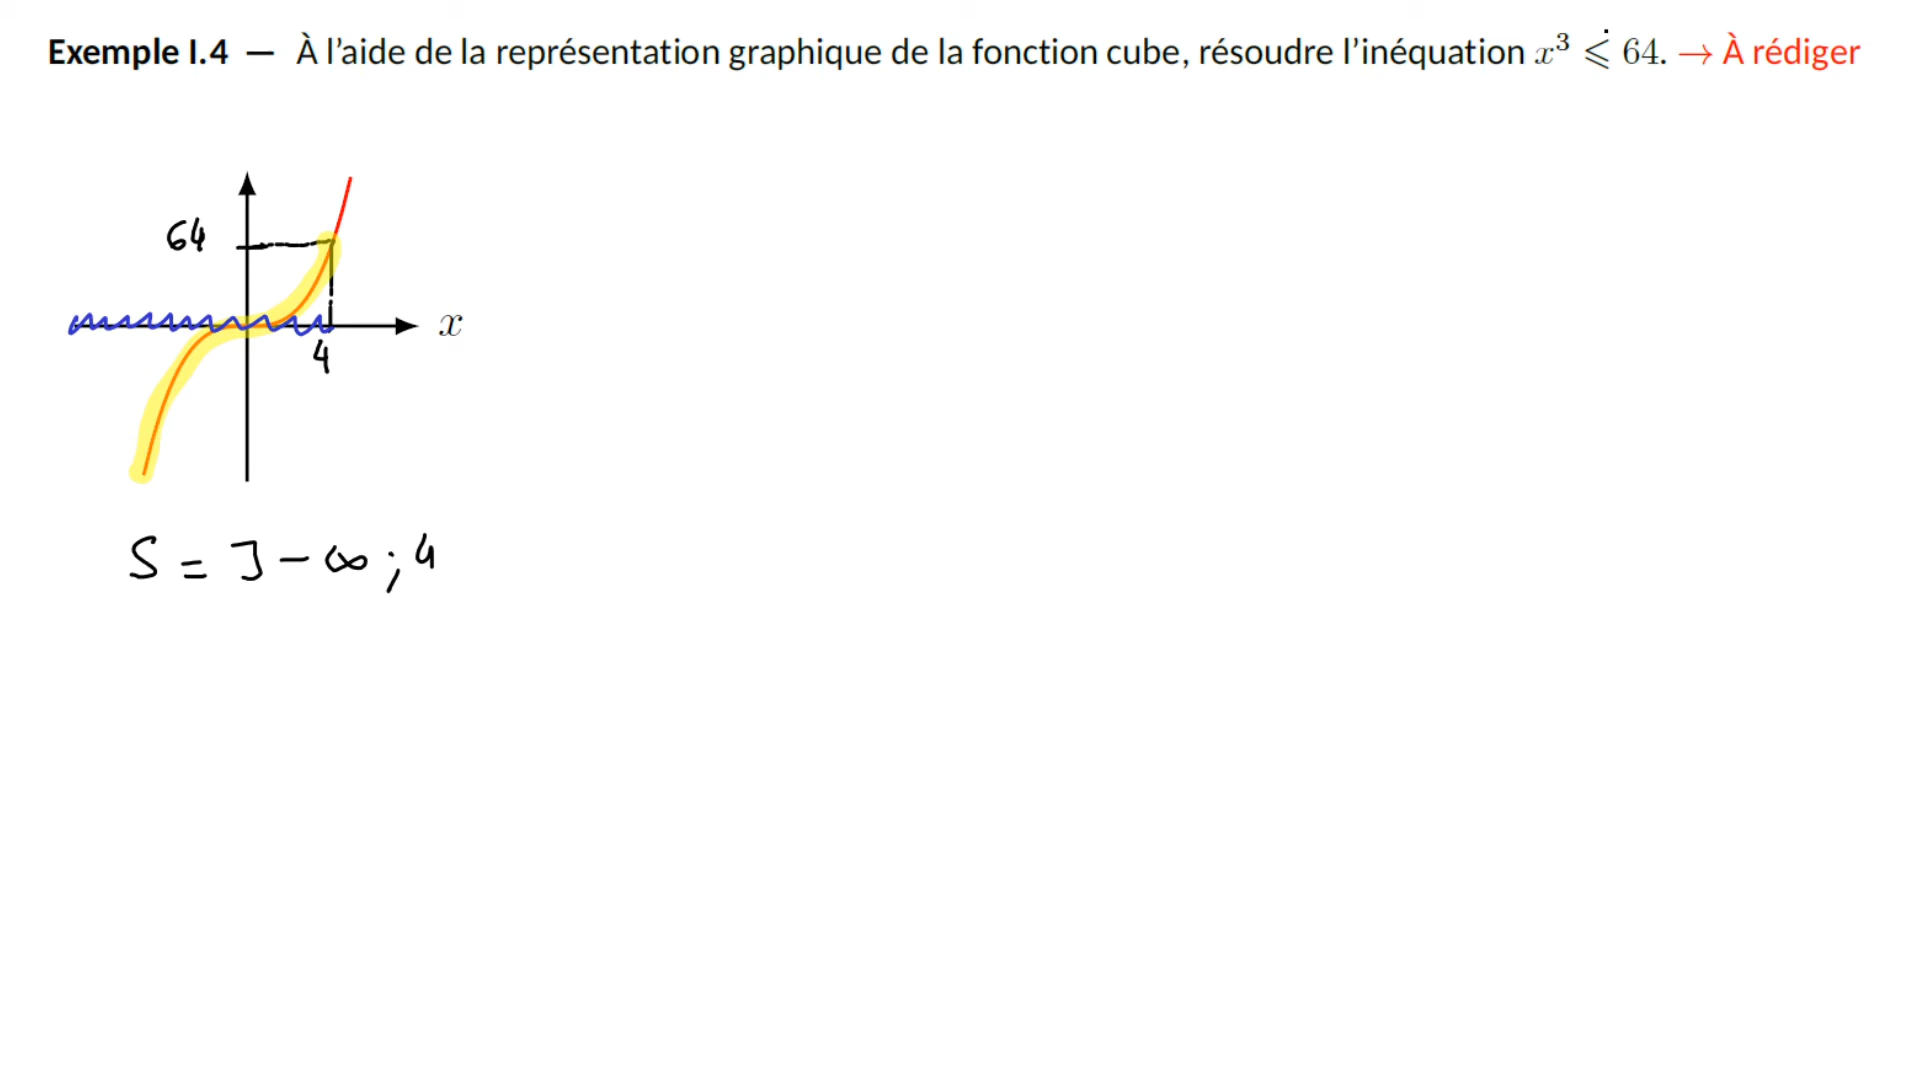 Exemple I.4 — À l'aide de la représentation graphique de la fonction cube, résoudre l'inéquation x³ ⩽ 64. → À rédiger
64
x
4
S = ]-∞ ; 4